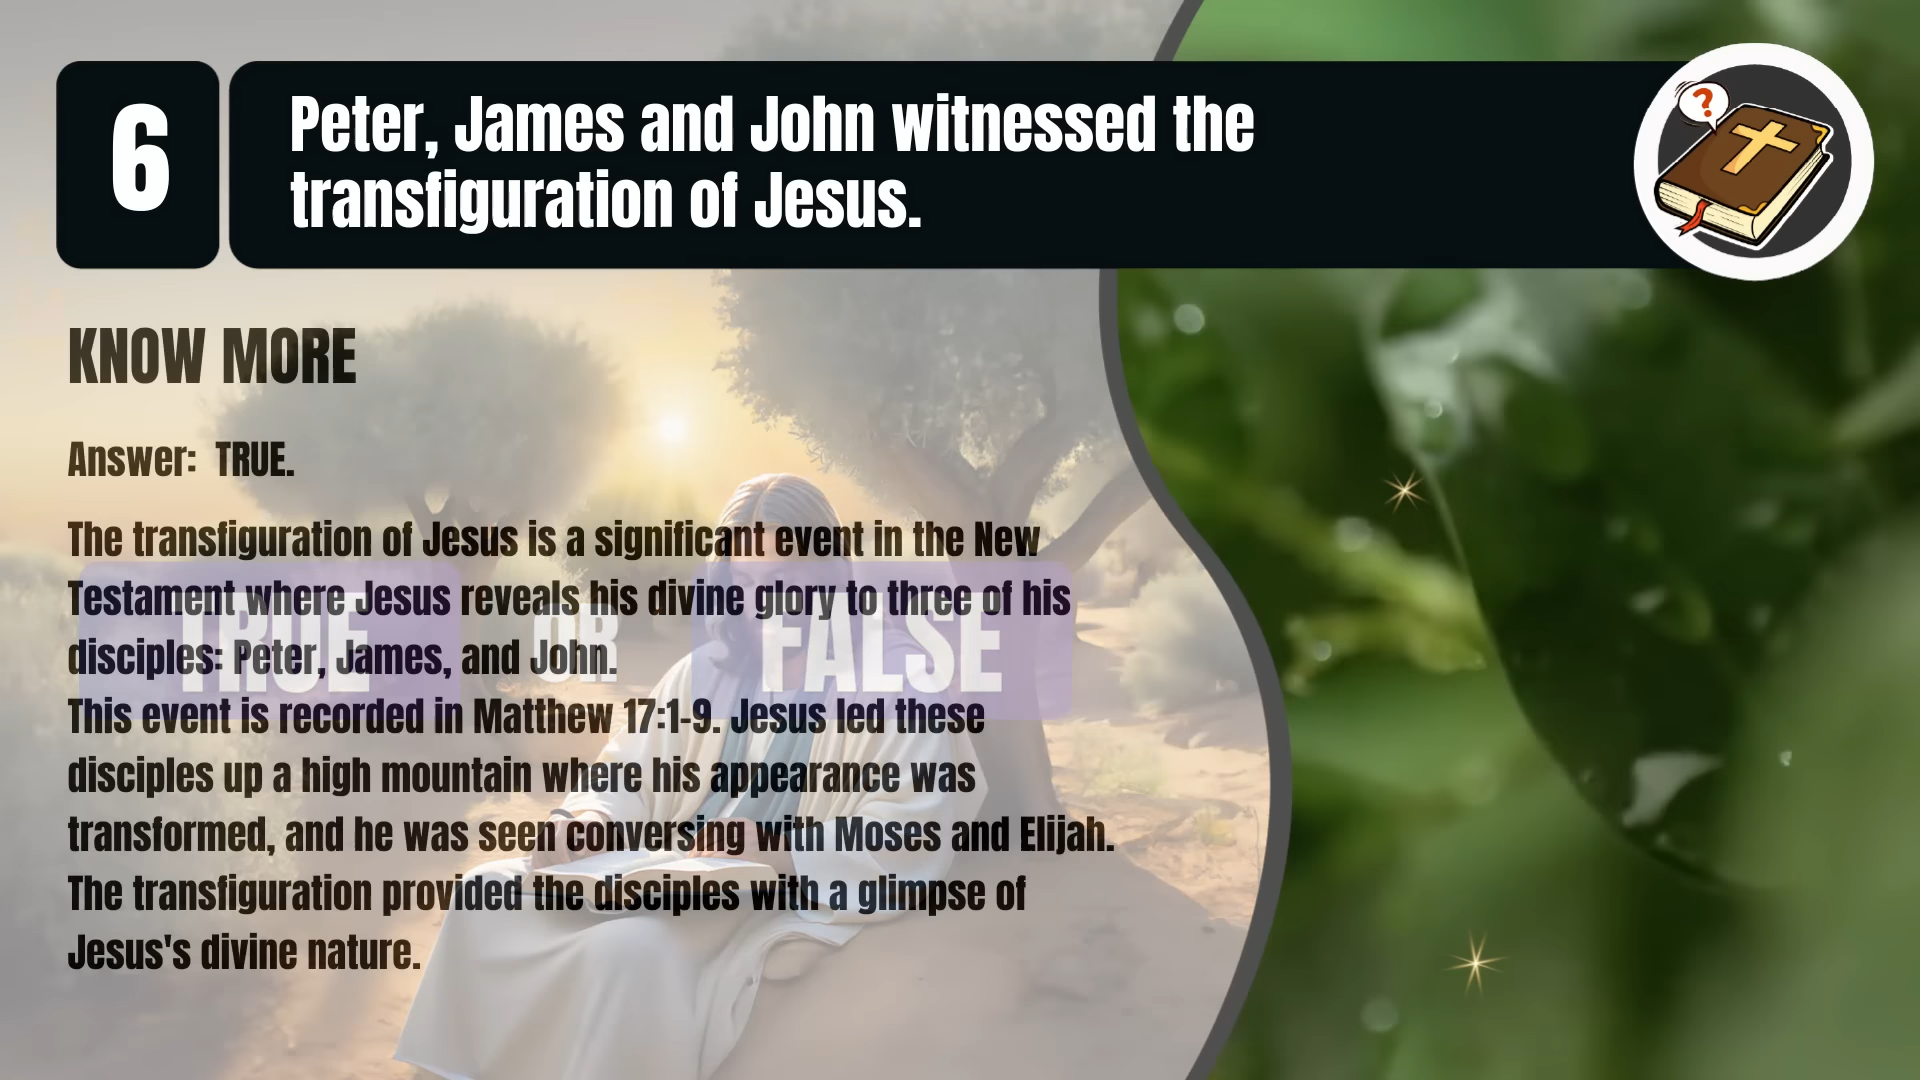 6
Peter, James and John witnessed the
transfiguration of Jesus.
?
KNOW MORE
Answer: TRUE.
The transfiguration of Jesus is a significant event in the New
Testament where Jesus reveals his divine glory to three of his
disciples: Peter, James, and John.
TRUE OR FALSE
This event is recorded in Matthew 17:1-9. Jesus led these
disciples up a high mountain where his appearance was
transformed, and he was seen conversing with Moses and Elijah.
The transfiguration provided the disciples with a glimpse of
Jesus's divine nature.